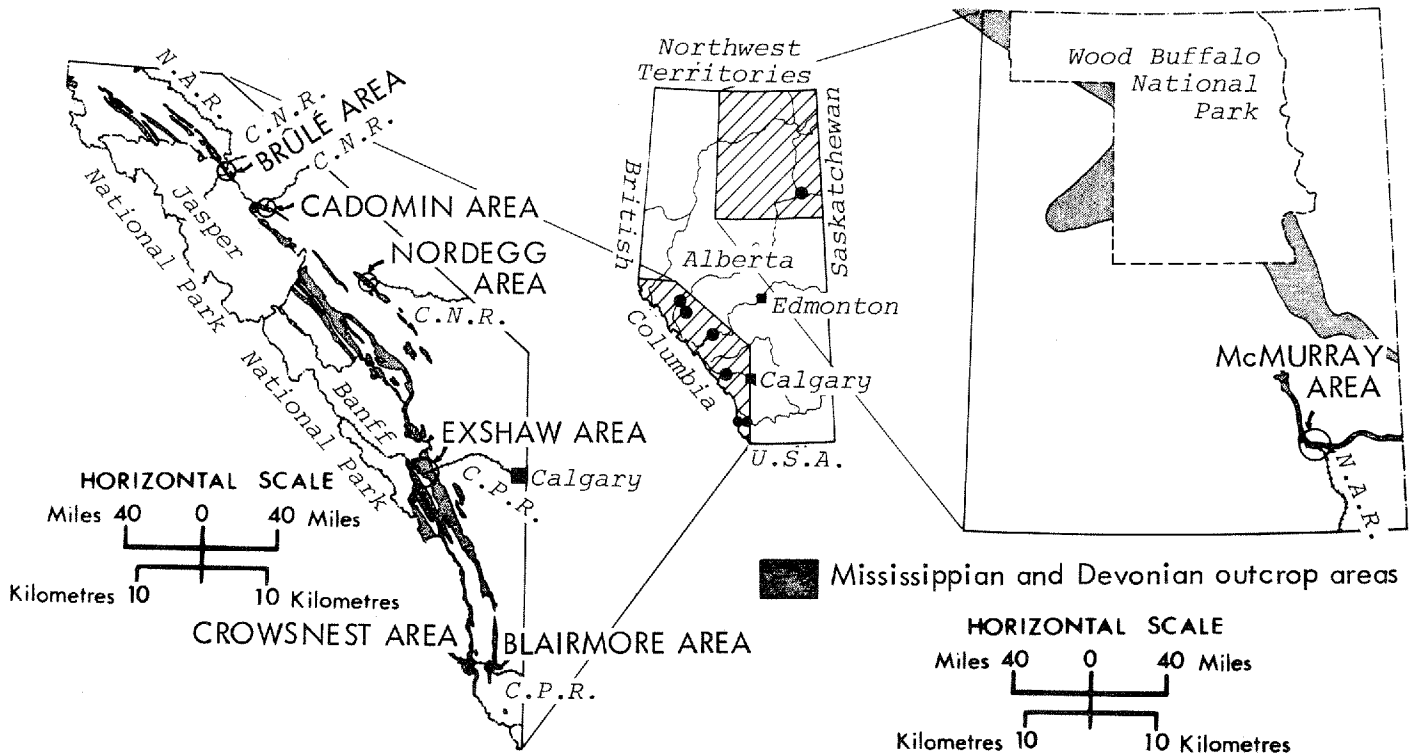 N.A.R.
C.N.R.
BRÛLÉ AREA
C.N.R.
CADOMIN AREA
Jasper
National Park
NORDEGG
AREA
C.N.R.
Banff
National Park
EXSHAW AREA
C.P.R.
Calgary
HORIZONTAL SCALE
Miles 40 0 40 Miles
Kilometres 10 10 Kilometres
CROWSNEST AREA
BLAIRMORE AREA
C.P.R.
Northwest
Territories
British
Columbia
Saskatchewan
Alberta
Edmonton
Calgary
U.S.A.
Wood Buffalo
National
Park
McMURRAY
AREA
N.A.R.
Mississippian and Devonian outcrop areas
HORIZONTAL SCALE
Miles 40 0 40 Miles
Kilometres 10 10 Kilometres